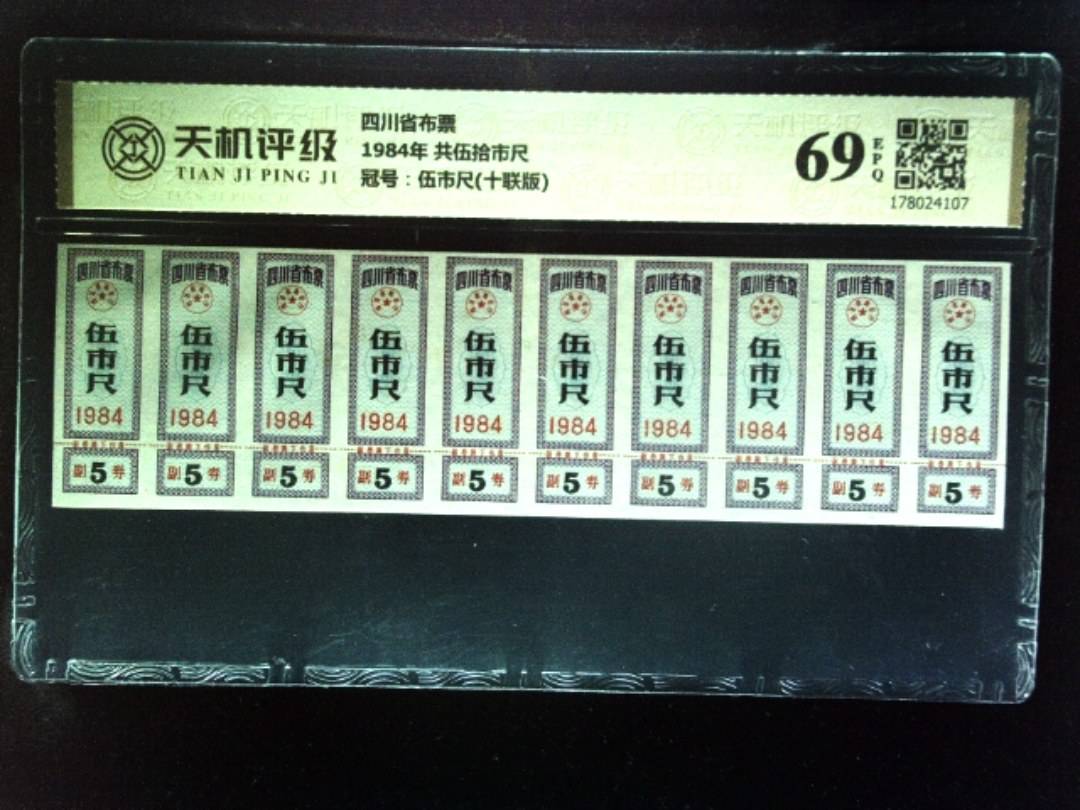 天机评级
TIAN JI PING JI
四川省布票
1984年 共伍拾市尺
冠号：伍市尺(十联版)
69
EPQ
178024107
四川省布票 四川省布票 四川省布票 四川省布票 四川省布票 四川省布票 四川省布票 四川省布票 四川省布票 四川省布票
伍市尺 伍市尺 伍市尺 伍市尺 伍市尺 伍市尺 伍市尺 伍市尺 伍市尺 伍市尺
1984 1984 1984 1984 1984 1984 1984 1984 1984 1984
副5券 副5券 副5券 副5券 副5券 副5券 副5券 副5券 副5券 副5券